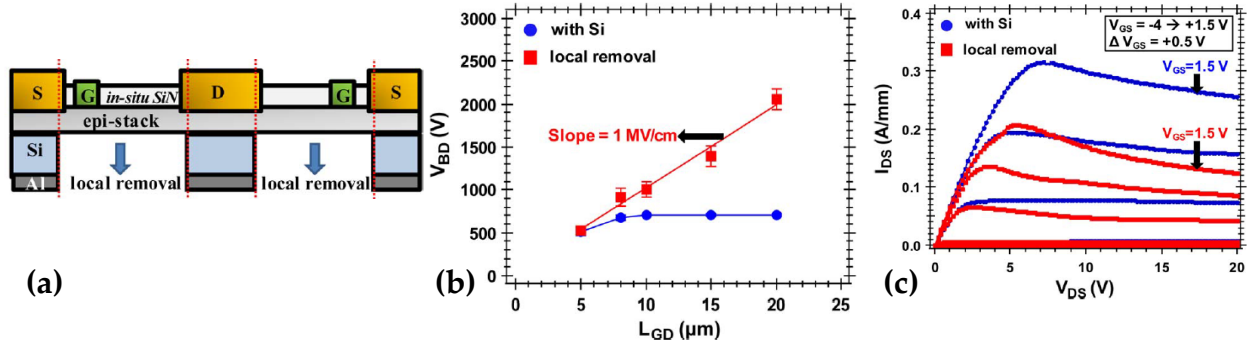 S
G
in-situ SiN
D
G
S
epi-stack
Si
Al
local removal
local removal
(a)
V_BD (V)
3000
2500
2000
1500
1000
500
0
with Si
local removal
Slope = 1 MV/cm
0 5 10 15 20 25
L_GD (µm)
(b)
I_DS (A/mm)
0.4
0.3
0.2
0.1
0.0
with Si
local removal
V_GS = -4 → +1.5 V
Δ V_GS = +0.5 V
V_GS=1.5 V
V_GS=1.5 V
0 5 10 15 20
V_DS (V)
(c)